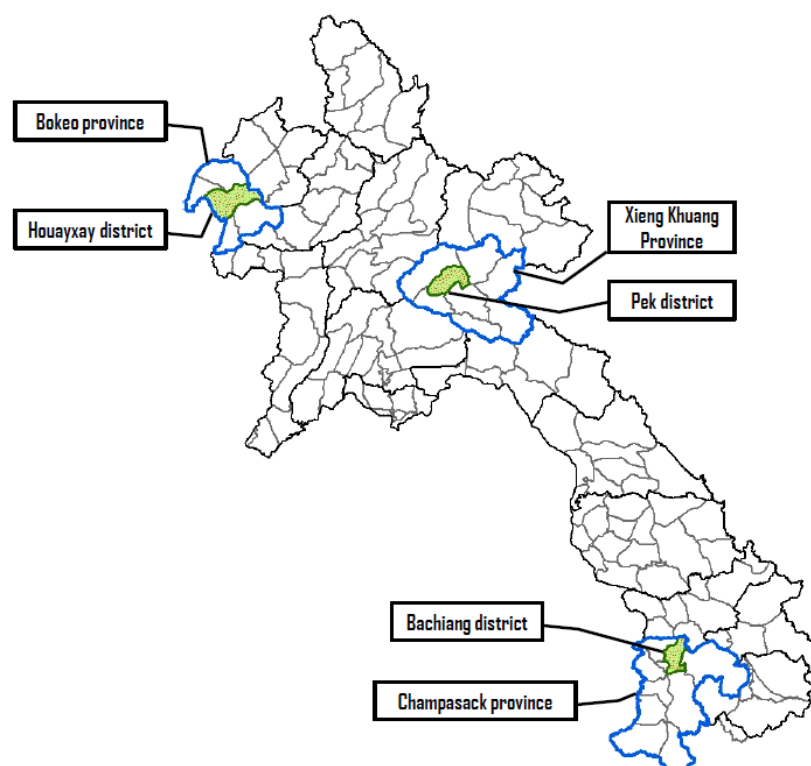 Bokeo province
Houayxay district
Xieng Khuang
Province
Pek district
Bachiang district
Champasack province